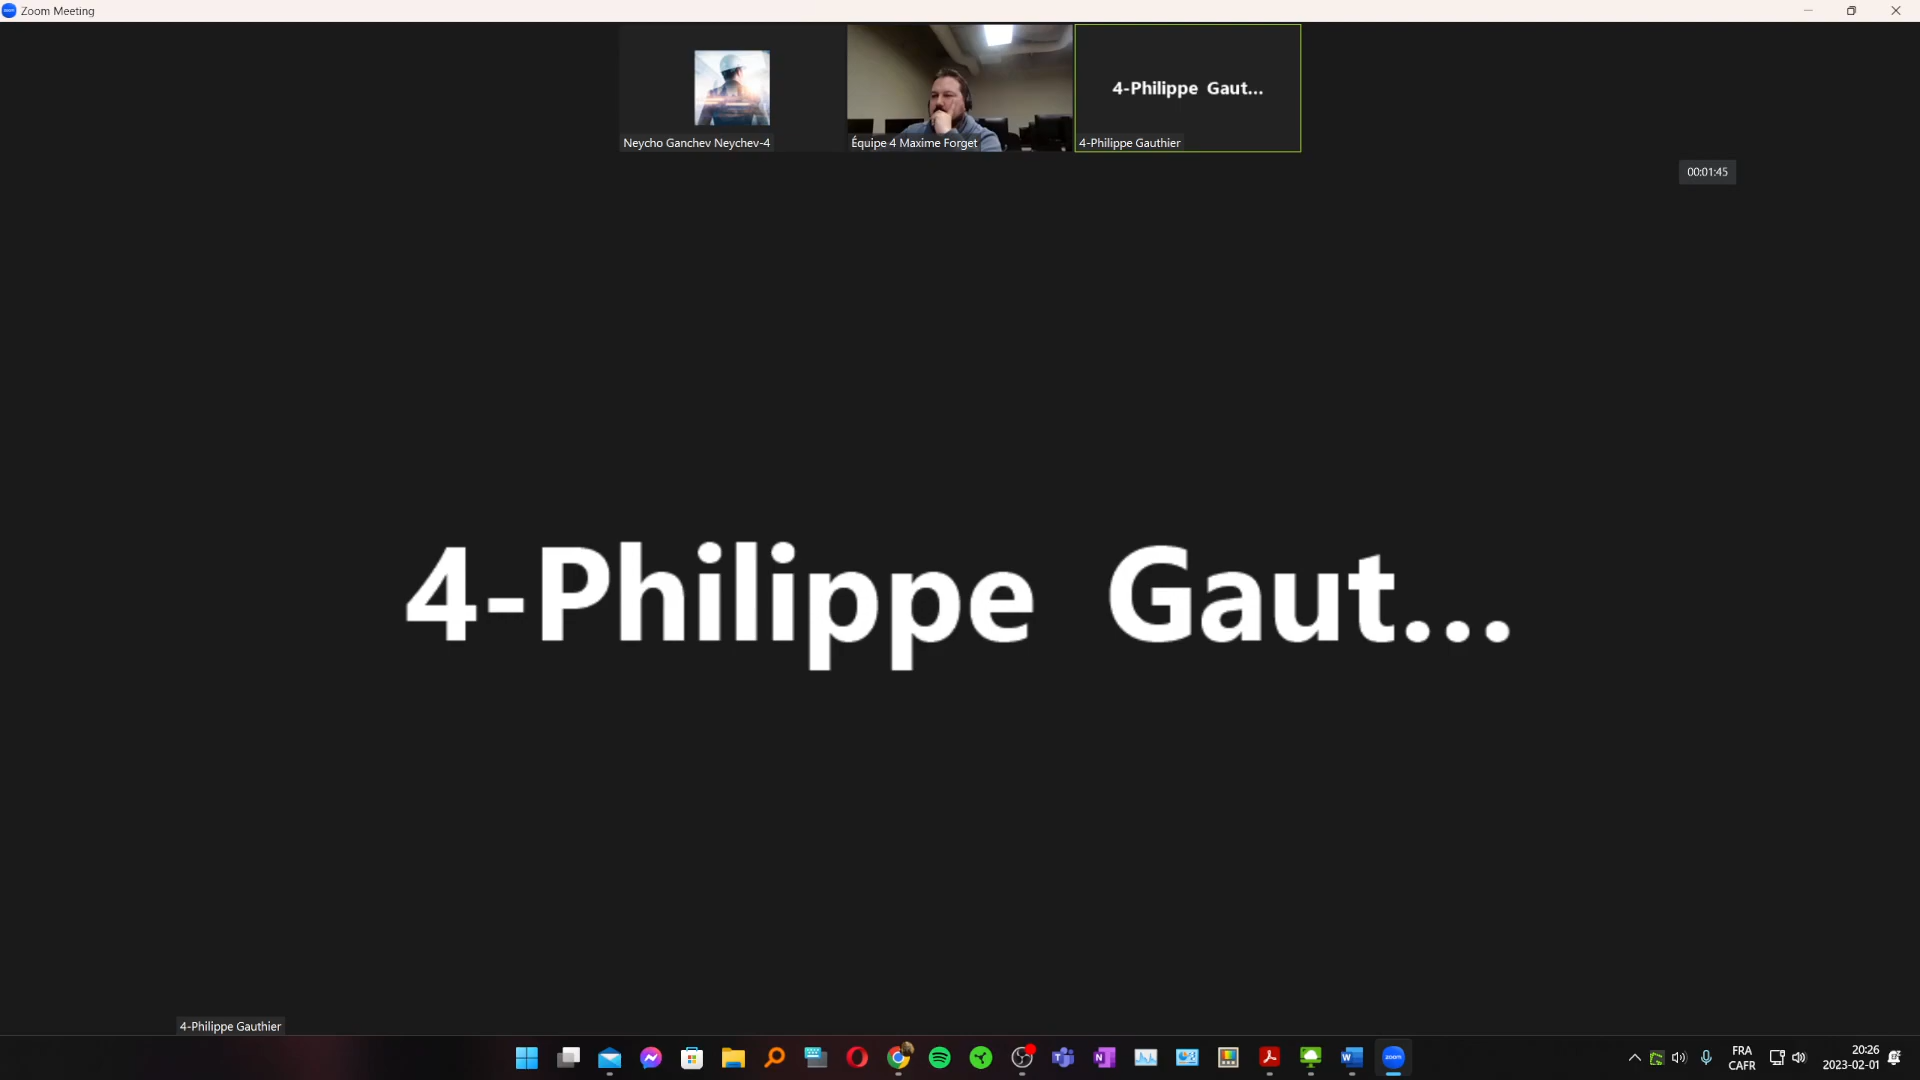 Zoom Meeting
4-Philippe Gaut...
Neycho Ganchev Neychev-4
Équipe 4 Maxime Forget
4-Philippe Gauthier
00:01:45
4-Philippe Gaut...
4-Philippe Gauthier
zoom
FRA
CAFR
20:26
2023-02-01